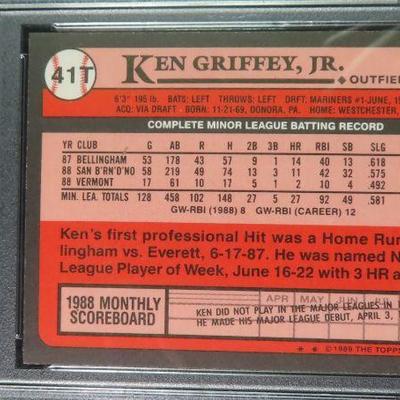 41T
KEN GRIFFEY, JR.
OUTFIEL
6'3" 195 lb. BATS: LEFT THROWS: LEFT DRFT: MARINERS #1-JUNE, 1
ACQ: VIA DRAFT BORN: 11-21-69, DONORA, PA. HOME: WESTCHESTER,
COMPLETE MINOR LEAGUE BATTING RECORD
YR CLUB G AB R H 2B 3B HR RBI SB BB SLG
87 BELLINGHAM 53 178 43 57 9 1 14 40 13 .618
88 SAN B'RN'D'NO 58 219 49 74 13 3 11 42 32 34 .575
88 VERMONT 17 61 10 17 5 1 2 10 4 5 .492
MIN. LEA. TOTALS 128 458 102 27 5 27 92 49 .581
GW-RBI (1988) 8 GW-RBI (CAREER) 12
Ken's first professional Hit was a Home Run
lingham vs. Everett, 6-17-87. He was named N
League Player of Week, June 16-22 with 3 HR a
1988 MONTHLY
SCOREBOARD
APR MAY JUN
KEN DID NOT PLAY IN THE MAJOR LEAGUES IN
HE MADE HIS MAJOR LEAGUE DEBUT, APRIL 3,
★ ★ © 1989 THE TOPPS